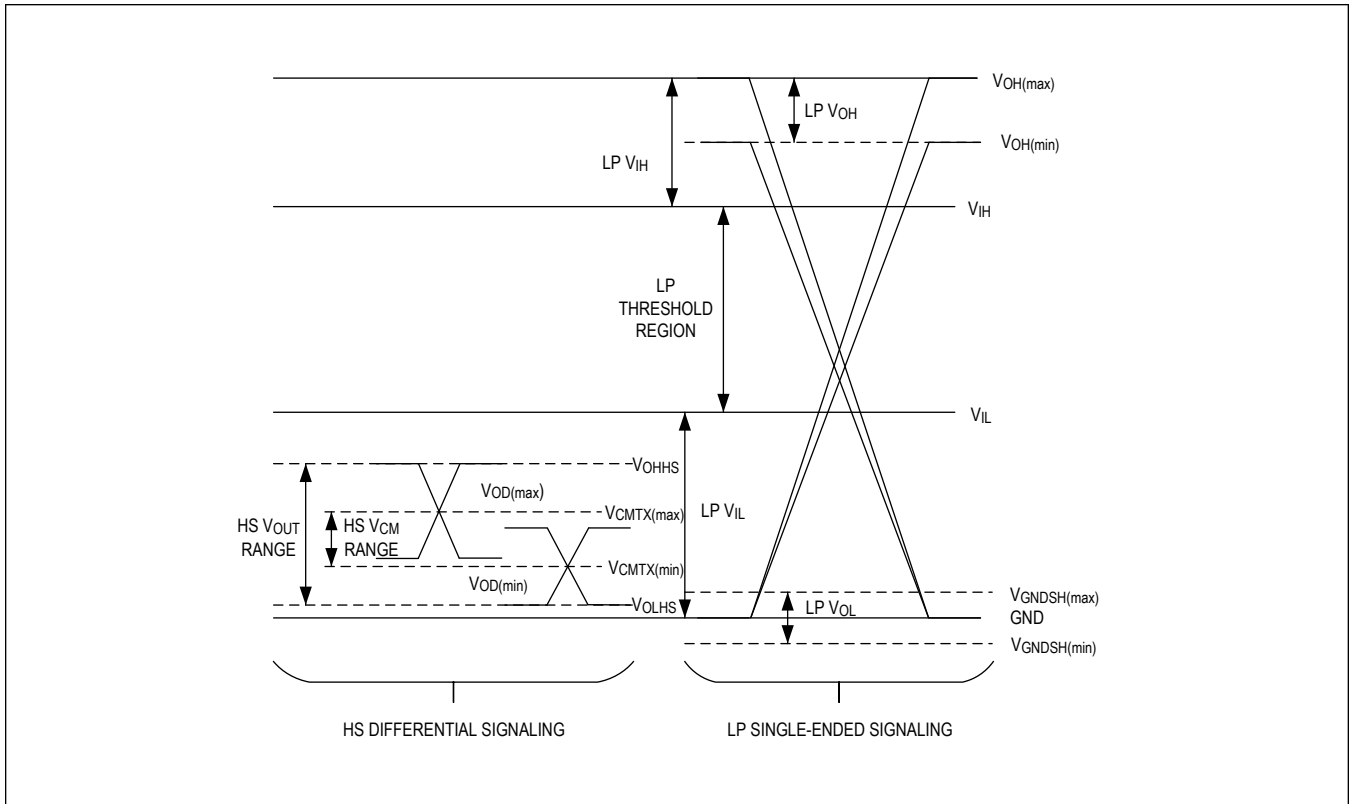 VOH(max)
LP VOH
VOH(min)
LP VIH
VIH
LP
THRESHOLD
REGION
VIL
VOHHS
VOD(max)
VCMTX(max)
HS VOUT
RANGE
HS VCM
RANGE
LP VIL
VCMTX(min)
VOD(min)
VOLHS
VGNDSH(max)
LP VOL
GND
VGNDSH(min)
HS DIFFERENTIAL SIGNALING
LP SINGLE-ENDED SIGNALING